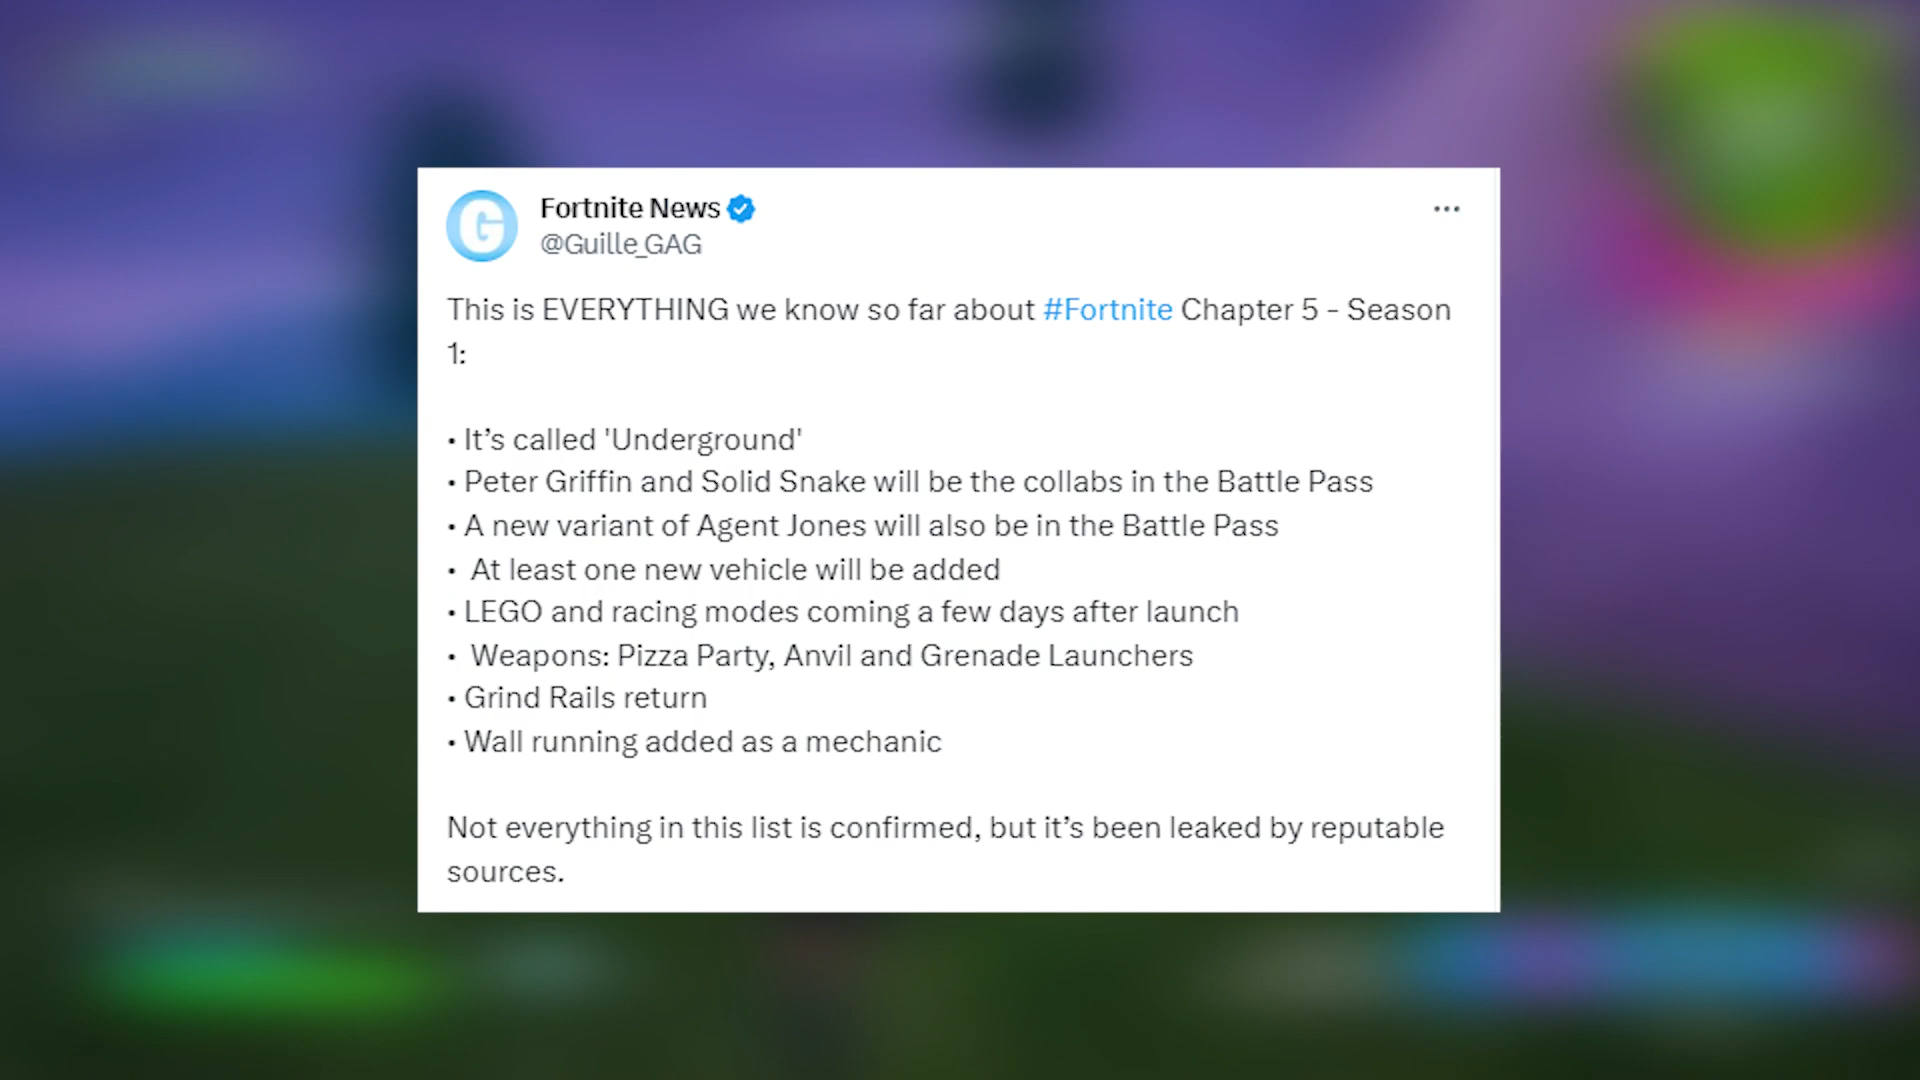 G
Fortnite News
...
@Guille_GAG
This is EVERYTHING we know so far about #Fortnite Chapter 5 - Season
1:
• It’s called 'Underground'
• Peter Griffin and Solid Snake will be the collabs in the Battle Pass
• A new variant of Agent Jones will also be in the Battle Pass
•  At least one new vehicle will be added
• LEGO and racing modes coming a few days after launch
•  Weapons: Pizza Party, Anvil and Grenade Launchers
• Grind Rails return
• Wall running added as a mechanic
Not everything in this list is confirmed, but it’s been leaked by reputable
sources.